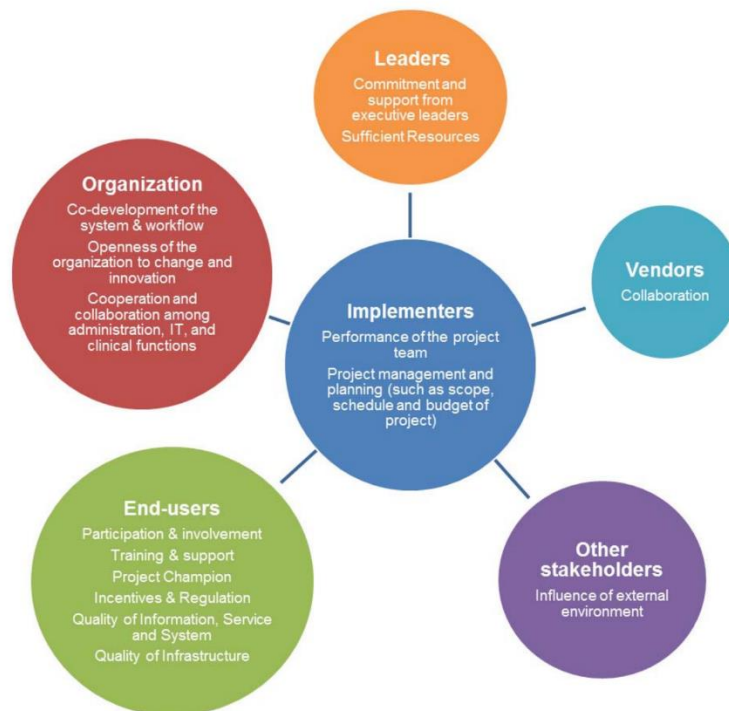 Leaders
Commitment and
support from
executive leaders
Sufficient Resources
Organization
Co-development of the
system & workflow
Openness of the
organization to change and
innovation
Cooperation and
collaboration among
administration, IT, and
clinical functions
Vendors
Collaboration
Implementers
Performance of the project
team
Project management and
planning (such as scope,
schedule and budget of
project)
End-users
Participation & involvement
Training & support
Project Champion
Incentives & Regulation
Quality of Information, Service
and System
Quality of Infrastructure
Other
stakeholders
Influence of external
environment